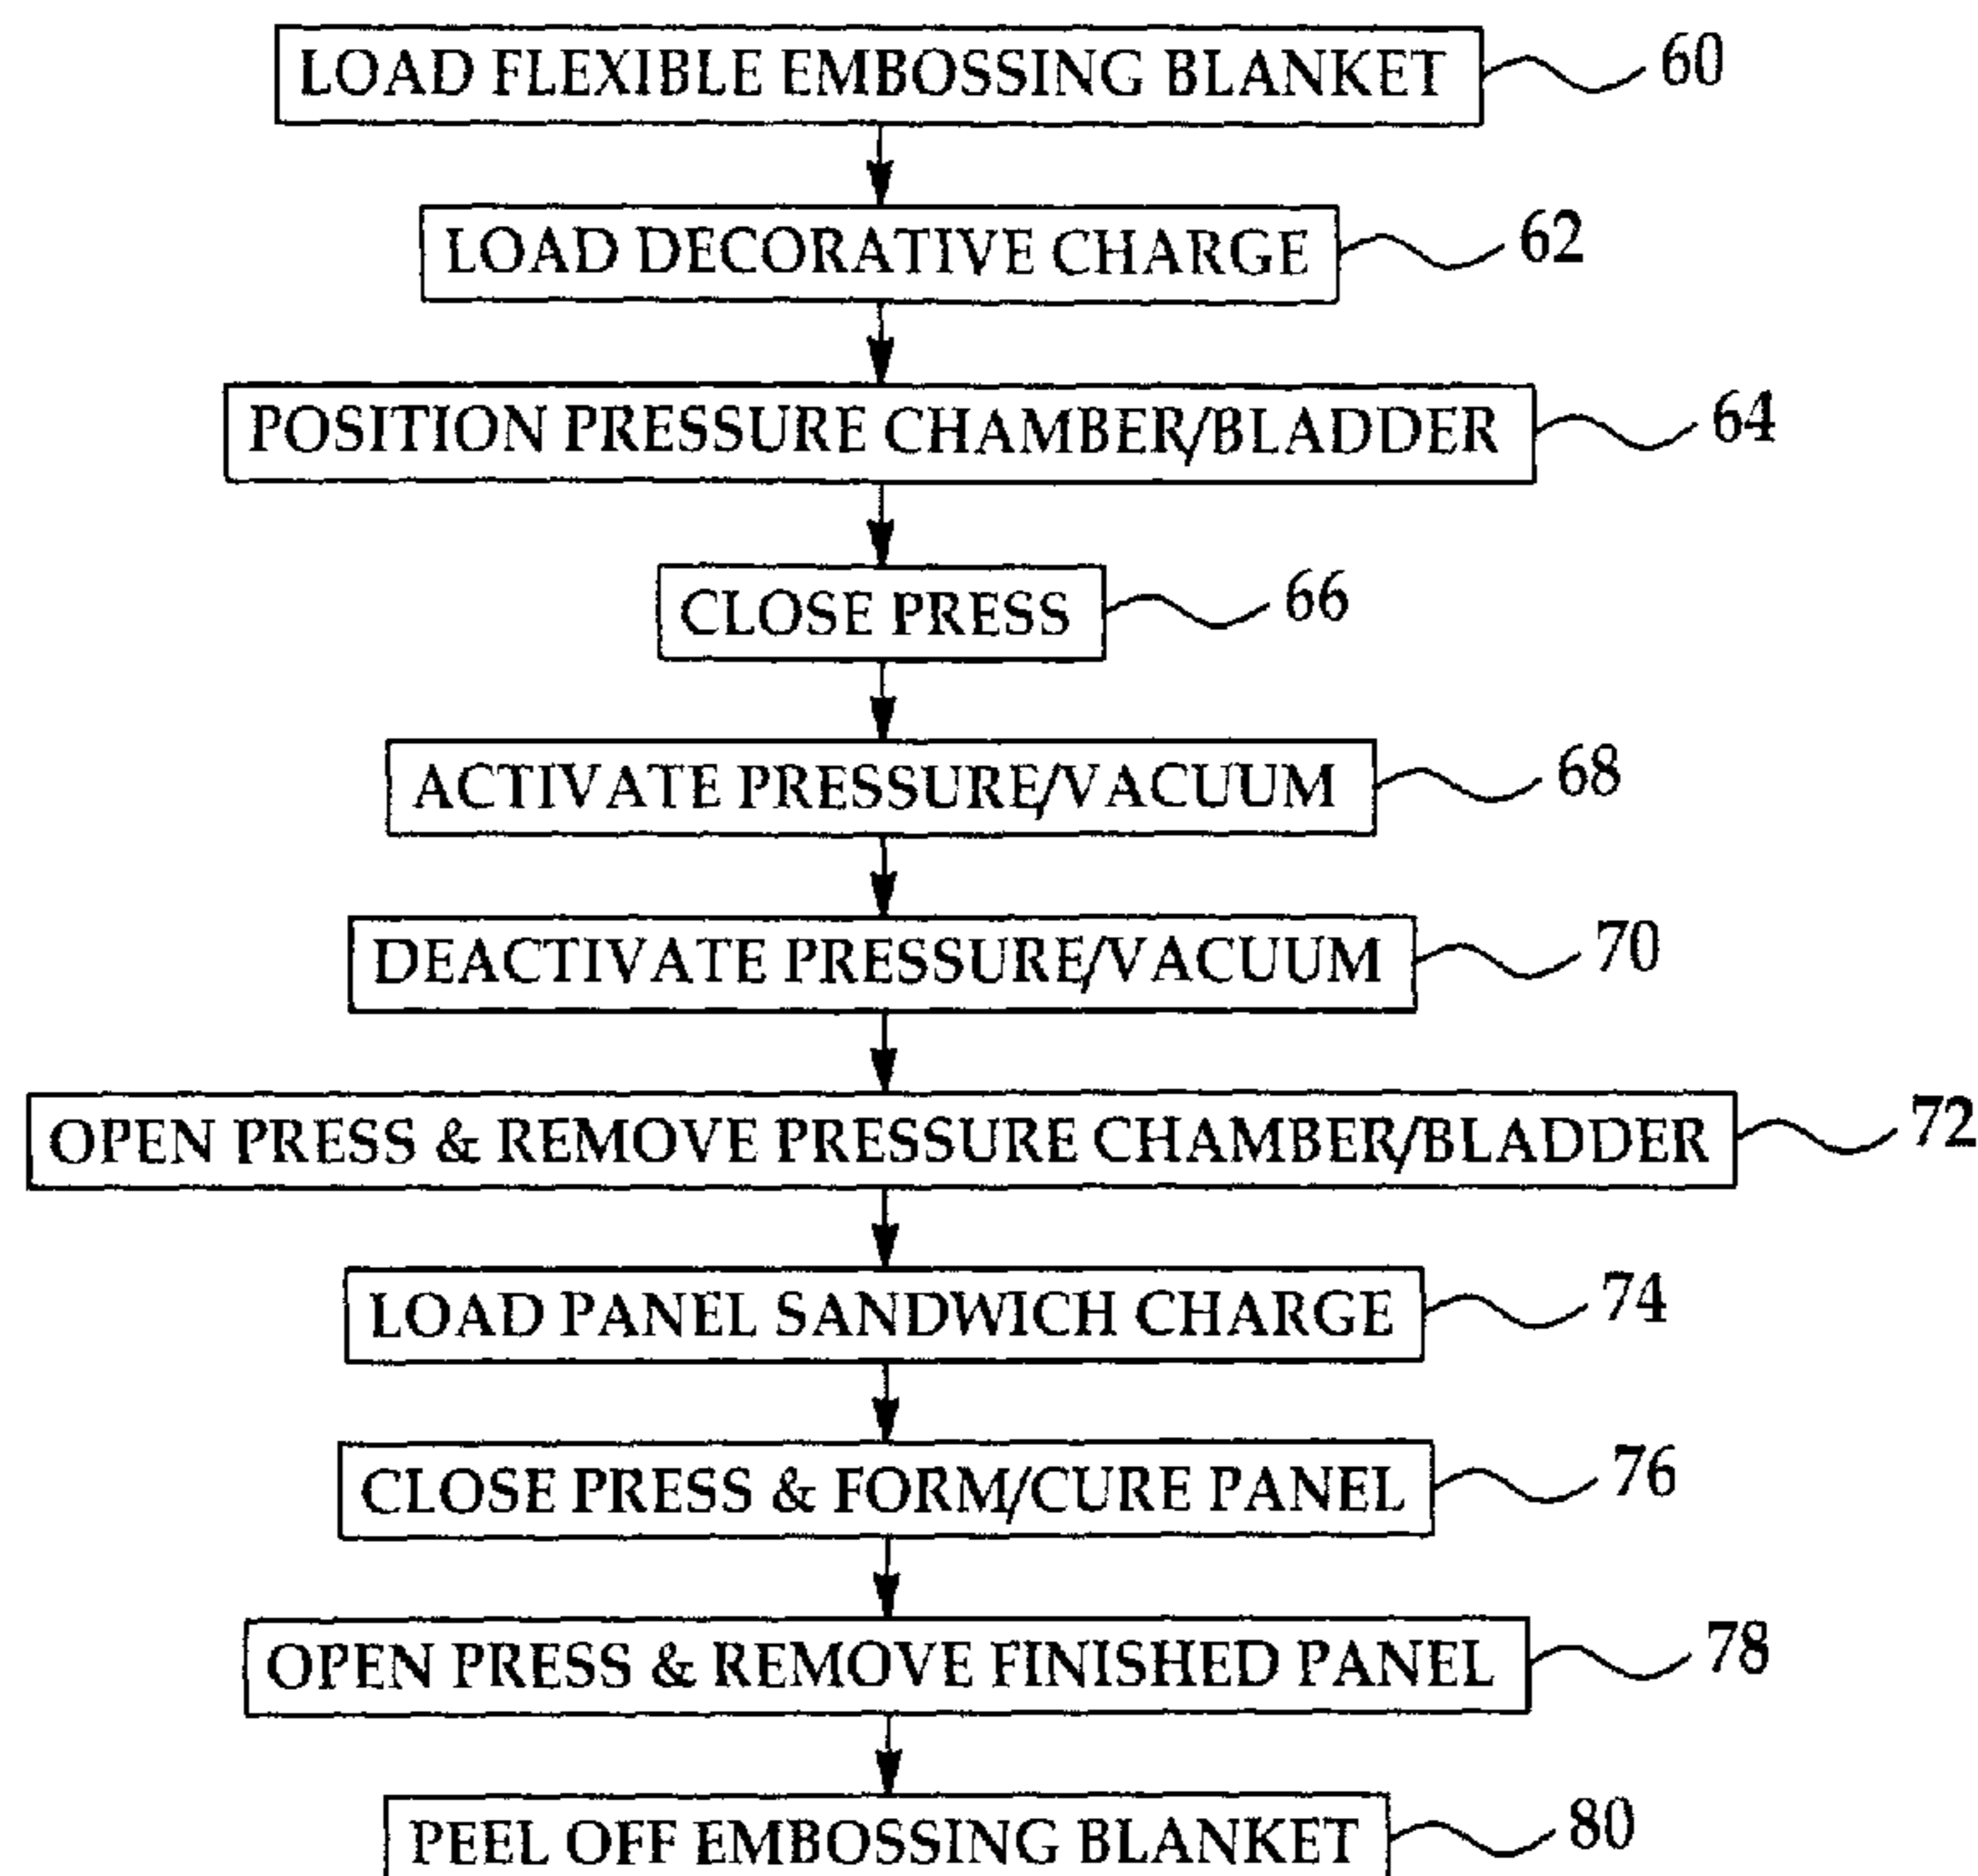 LOAD FLEXIBLE EMBOSSING BLANKET 60
LOAD DECORATIVE CHARGE 62
POSITION PRESSURE CHAMBER/BLADDER 64
CLOSE PRESS 66
ACTIVATE PRESSURE/VACUUM 68
DEACTIVATE PRESSURE/VACUUM 70
OPEN PRESS & REMOVE PRESSURE CHAMBER/BLADDER 72
LOAD PANEL SANDWICH CHARGE 74
CLOSE PRESS & FORM/CURE PANEL 76
OPEN PRESS & REMOVE FINISHED PANEL 78
PEEL OFF EMBOSSING BLANKET 80